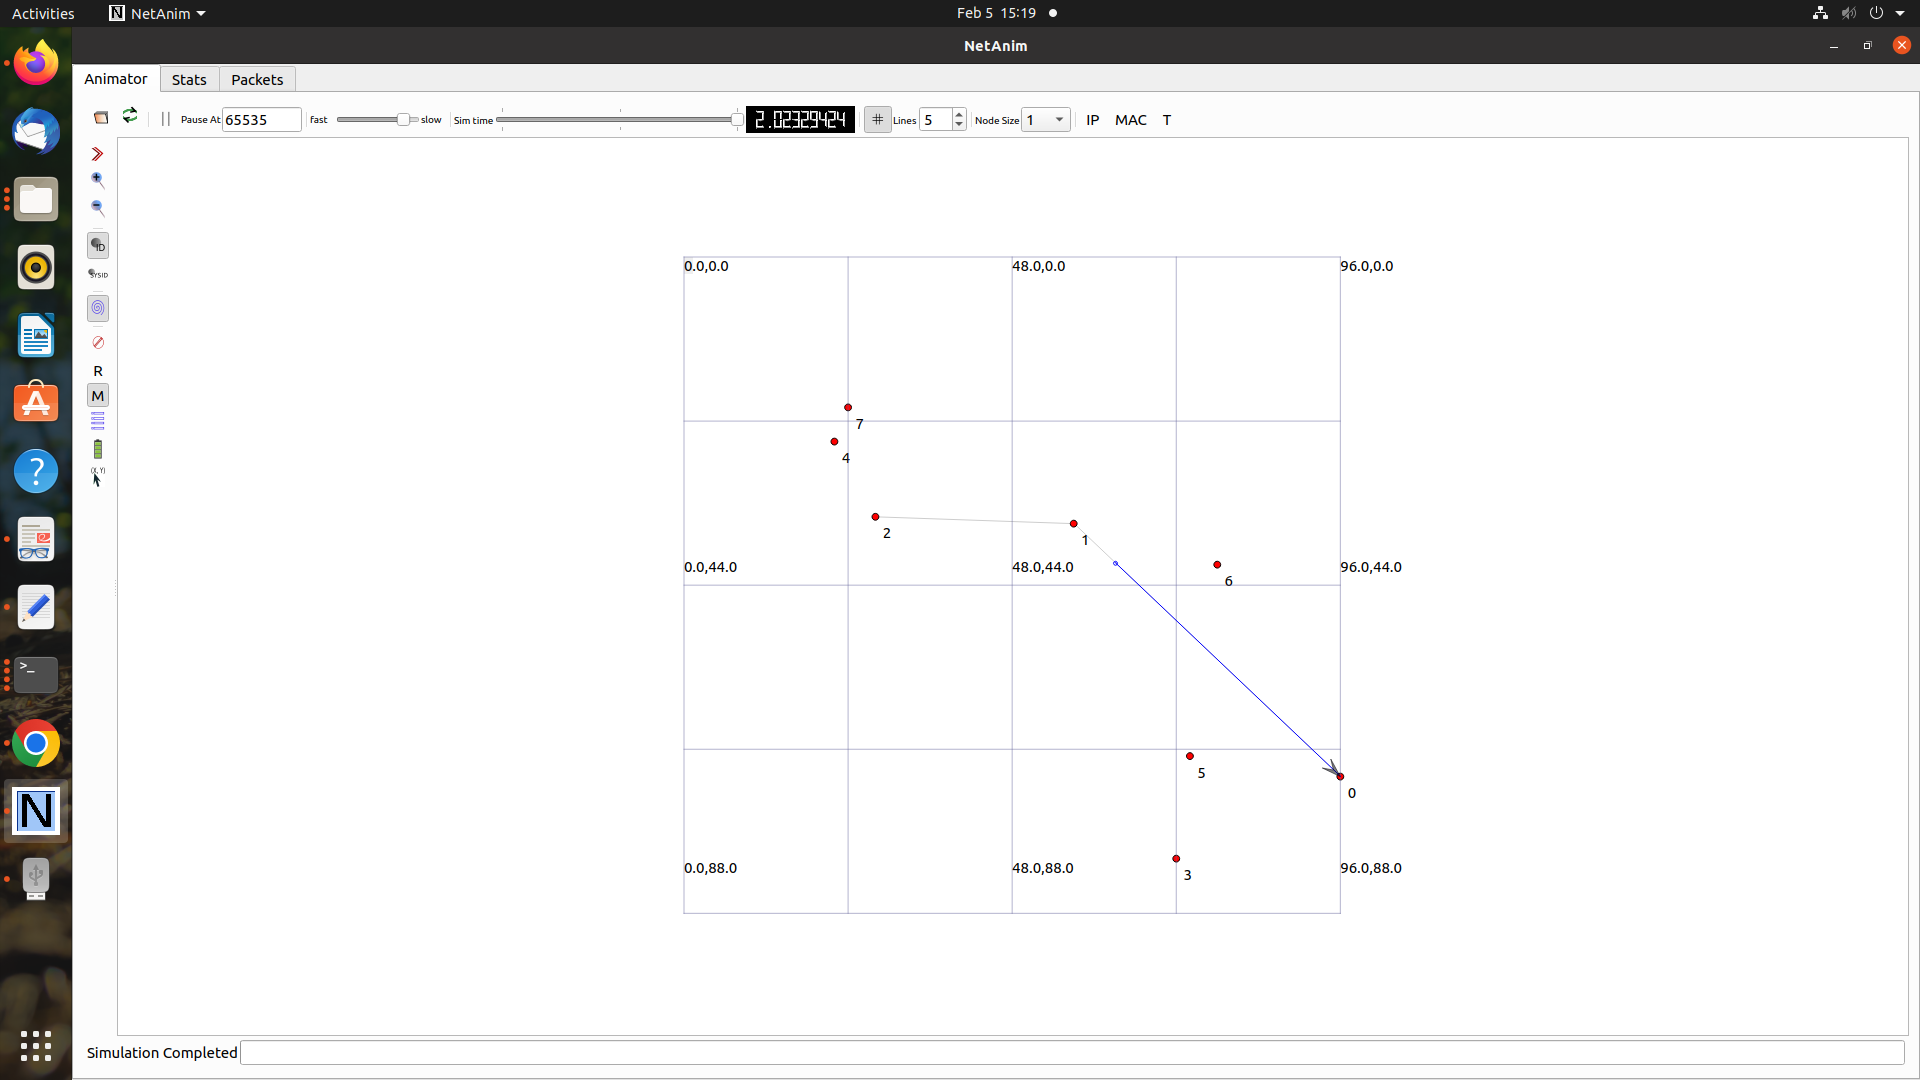 Activities NetAnim Feb 5 15:19
NetAnim
Animator Stats Packets
Pause At 65535 fast slow Sim time 2.02329424 # Lines 5 Node Size 1 IP MAC T
ID
SYSID
R
M
(X, Y)
0.0,0.0 48.0,0.0 96.0,0.0
7
4
2
1
0.0,44.0 48.0,44.0 96.0,44.0
6
5
0
0.0,88.0 48.0,88.0 96.0,88.0
3
N
Simulation Completed